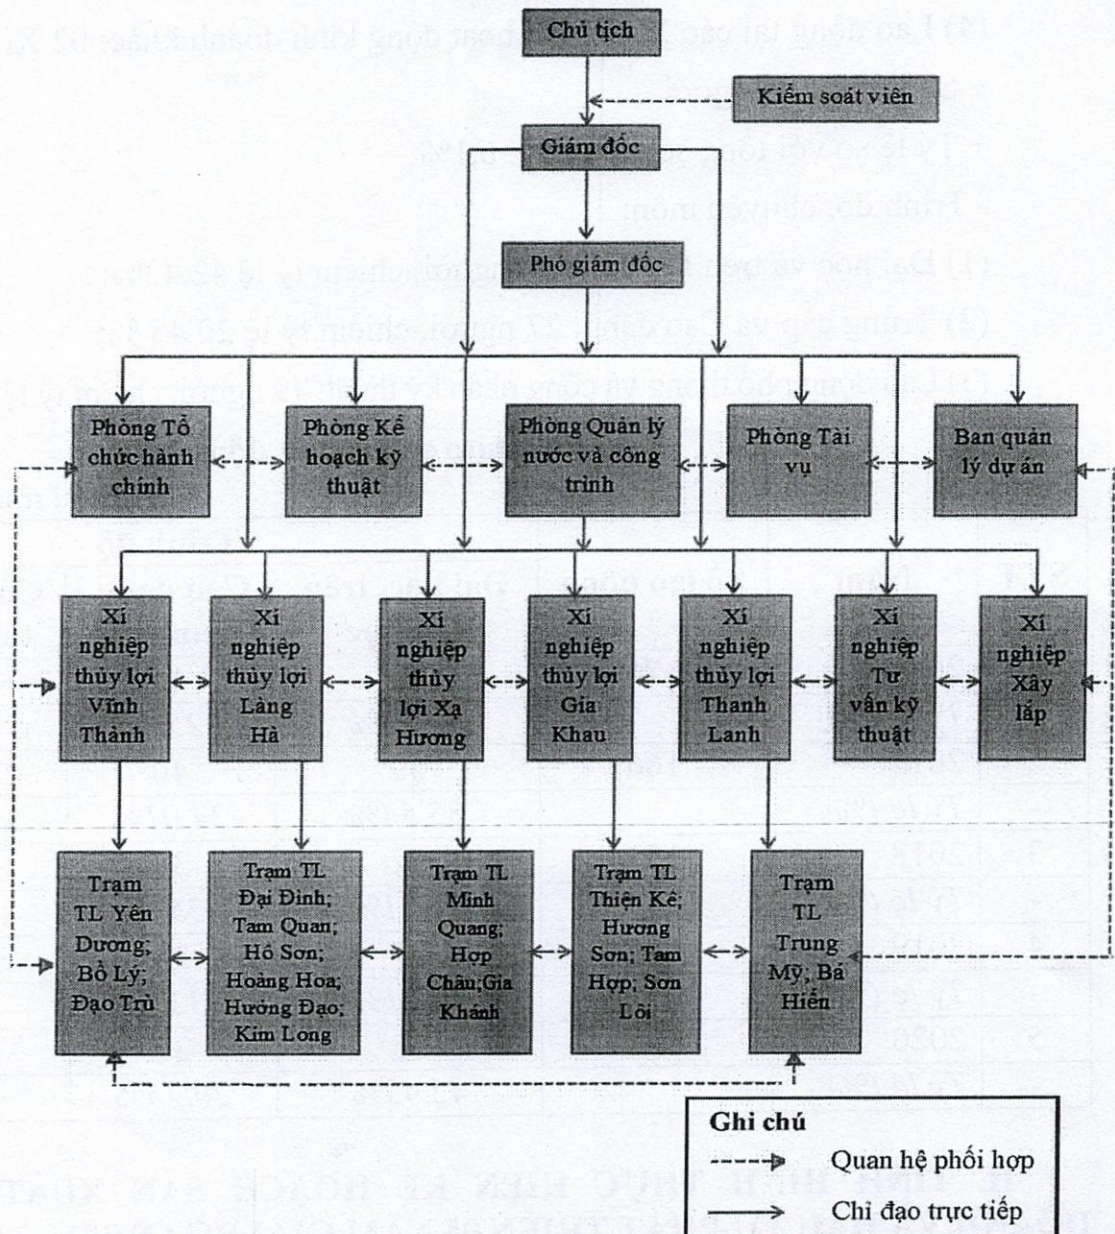 Chủ tịch
Kiểm soát viên
Giám đốc
Phó giám đốc
Phòng Tổ
chức hành
chính
Phòng Kế
hoạch kỹ
thuật
Phòng Quản lý
nước và công
trình
Phòng Tài
vụ
Ban quản
lý dự án
Xí
nghiệp
thủy lợi
Vĩnh
Thành
Xí
nghiệp
thủy lợi
Làng
Hà
Xí
nghiệp
thủy
lợi Xạ
Hương
Xí
nghiệp
thủy lợi
Gia
Khau
Xí
nghiệp
thủy lợi
Thanh
Lanh
Xí
nghiệp
Tư
vấn kỹ
thuật
Xí
nghiệp
Xây
lắp
Trạm
TL Yên
Dương;
Bồ Lý;
Đạo Trù
Trạm TL
Đại Đình;
Tam Quan;
Hồ Sơn;
Hoàng Hoa;
Hướng Đạo;
Kim Long
Trạm TL
Minh
Quang; Hợp
Châu;Gia
Khánh
Trạm TL
Thiện Kế;
Hương
Sơn; Tam
Hợp; Sơn
Lôi
Trạm
TL
Trung
Mỹ; Bá
Hiến
Ghi chú
Quan hệ phối hợp
Chỉ đạo trực tiếp